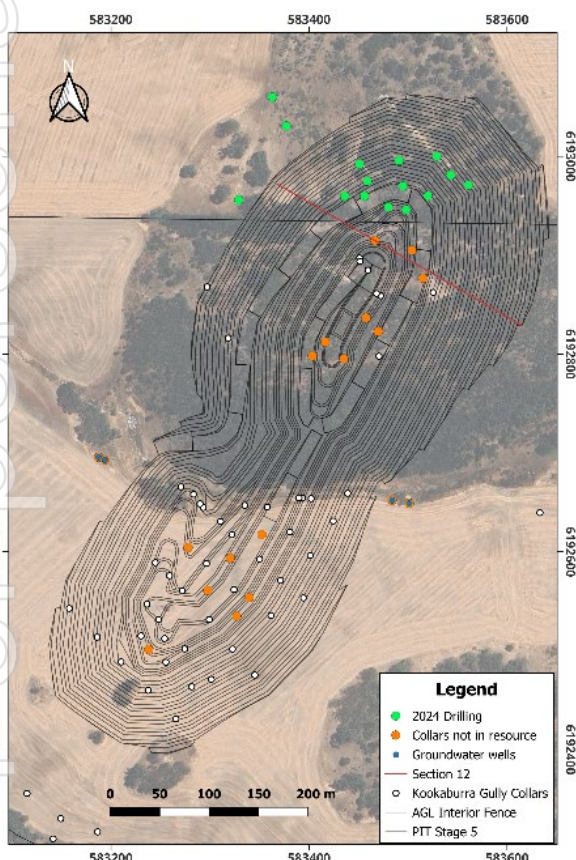 583200 583400 583600
N
6193000
6192800
6192600
6192400
Legend
2024 Drilling
Collars not in resource
Groundwater wells
Section 12
Kookaburra Gully Collars
AGL Interior Fence
PIT Stage 5
0 50 100 150 200 m
583200 583400 583600